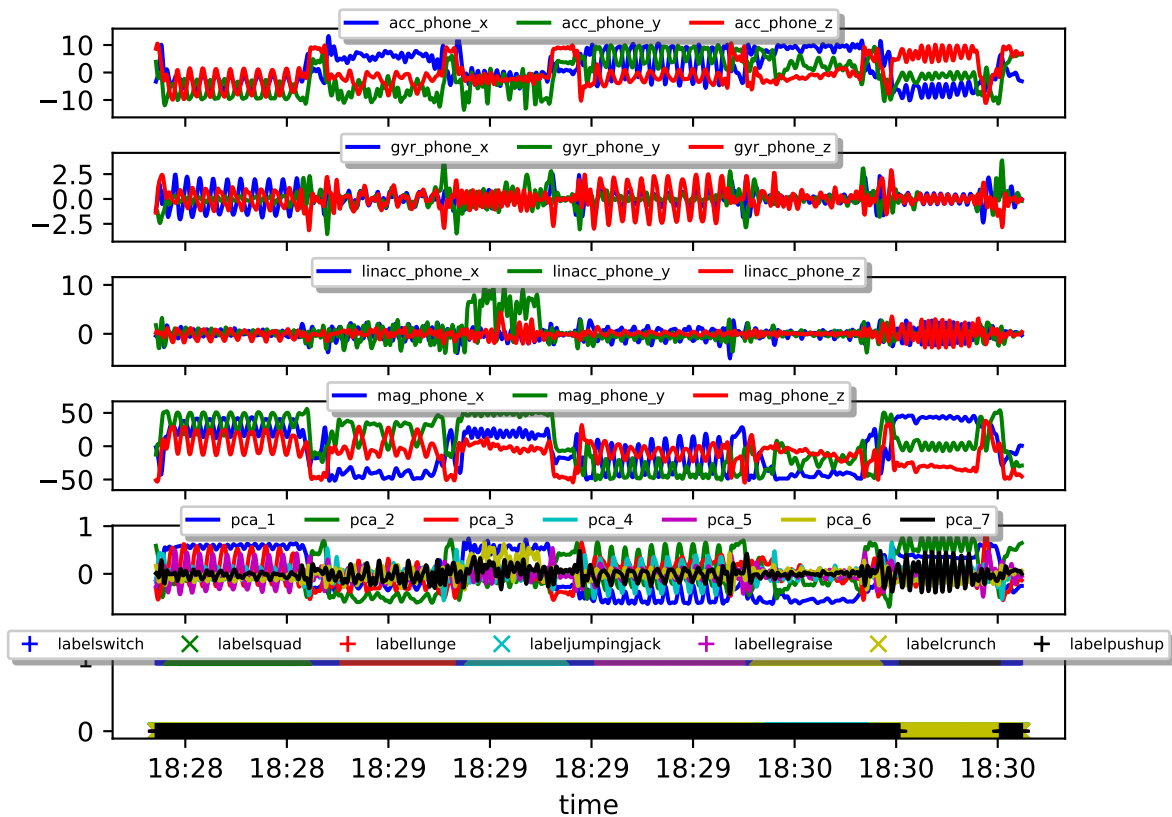 acc_phone_x acc_phone_y acc_phone_z
10
0
−10
gyr_phone_x gyr_phone_y gyr_phone_z
2.5
0.0
−2.5
linacc_phone_x linacc_phone_y linacc_phone_z
10
0
mag_phone_x mag_phone_y mag_phone_z
50
0
−50
pca_1 pca_2 pca_3 pca_4 pca_5 pca_6 pca_7
1
0
labelswitch labelsquad labellunge labeljumpingjack labellegraise labelcrunch labelpushup
1
0
18:28 18:28 18:29 18:29 18:29 18:29 18:30 18:30 18:30
time